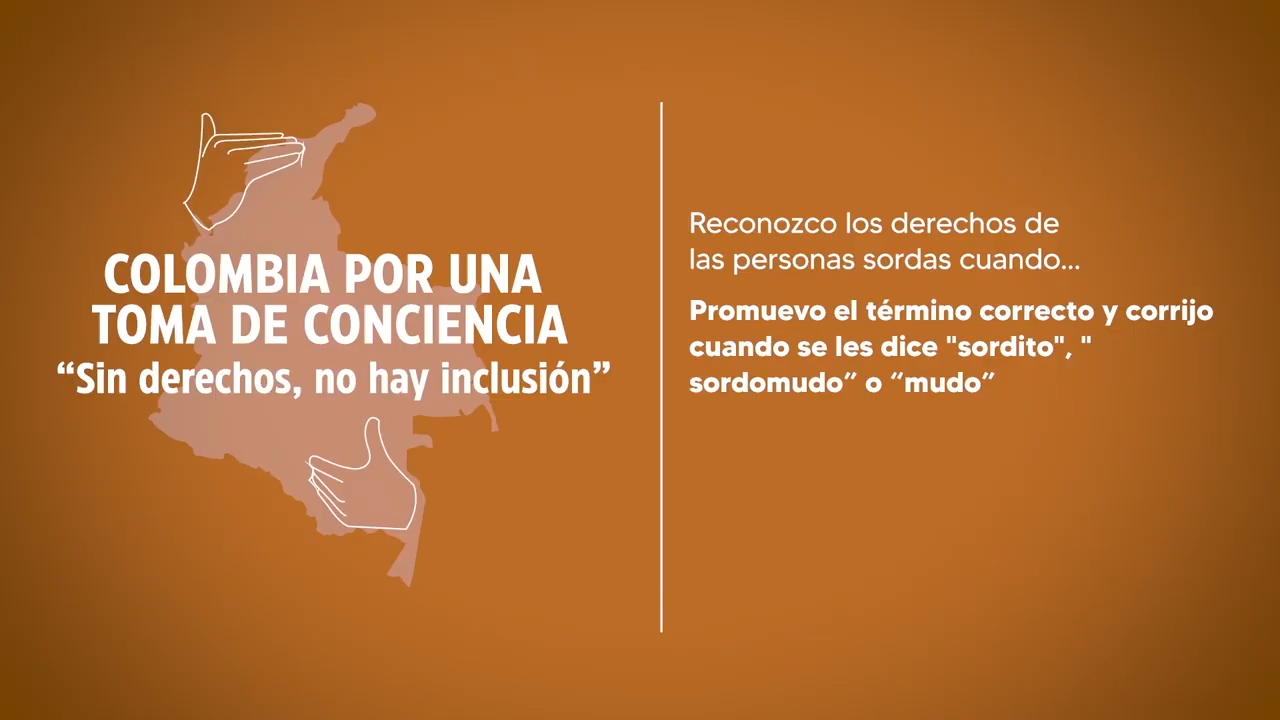 COLOMBIA POR UNA
TOMA DE CONCIENCIA
“Sin derechos, no hay inclusión”
Reconozco los derechos de
las personas sordas cuando...
Promuevo el término correcto y corrijo
cuando se les dice "sordito", "
sordomudo” o “mudo”